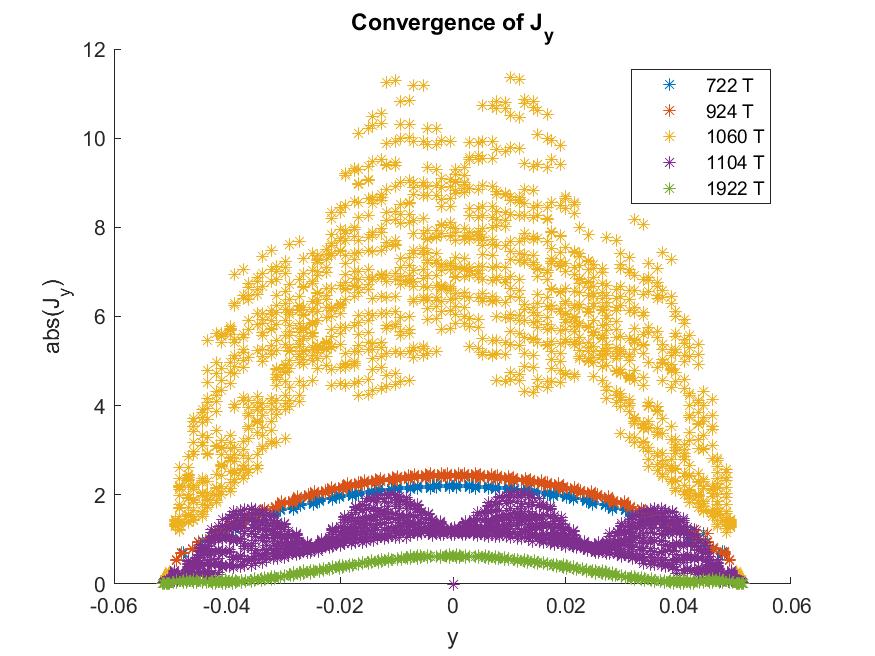 Convergence of J_y
12
10
8
6
4
2
0
abs(J_y)
-0.06 -0.04 -0.02 0 0.02 0.04 0.06
y
722 T
924 T
1060 T
1104 T
1922 T